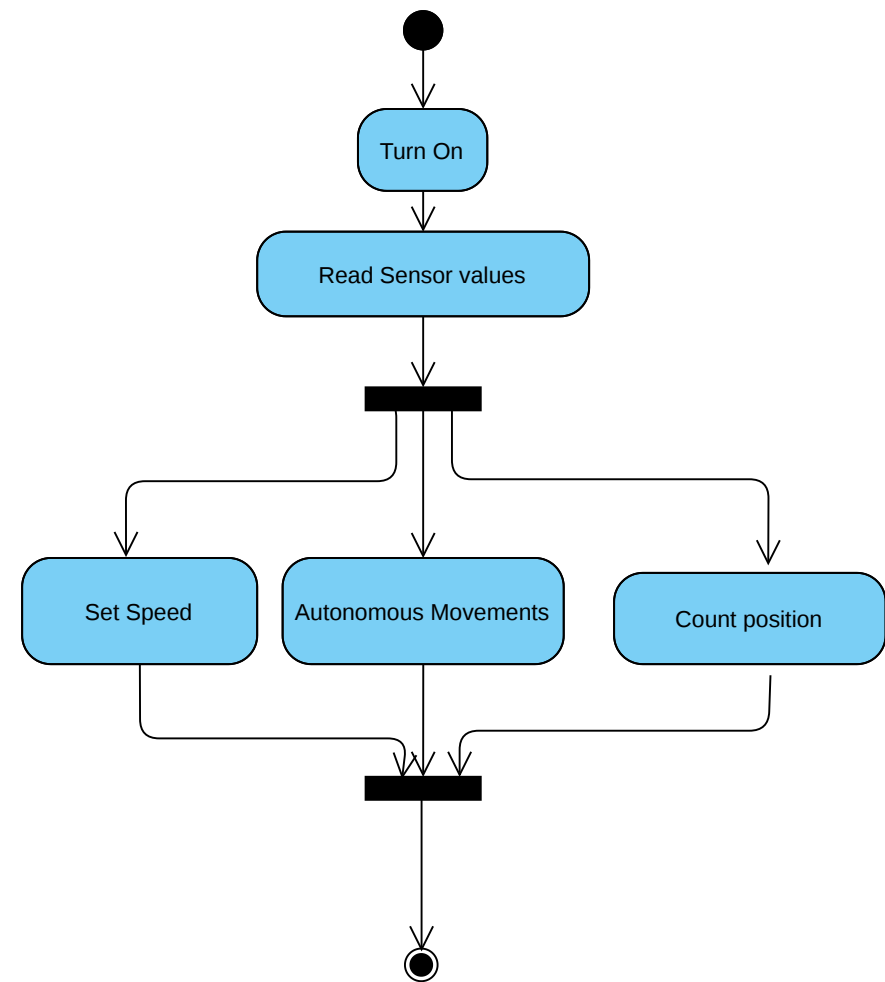 Turn On
Read Sensor values
Set Speed
Autonomous Movements
Count position